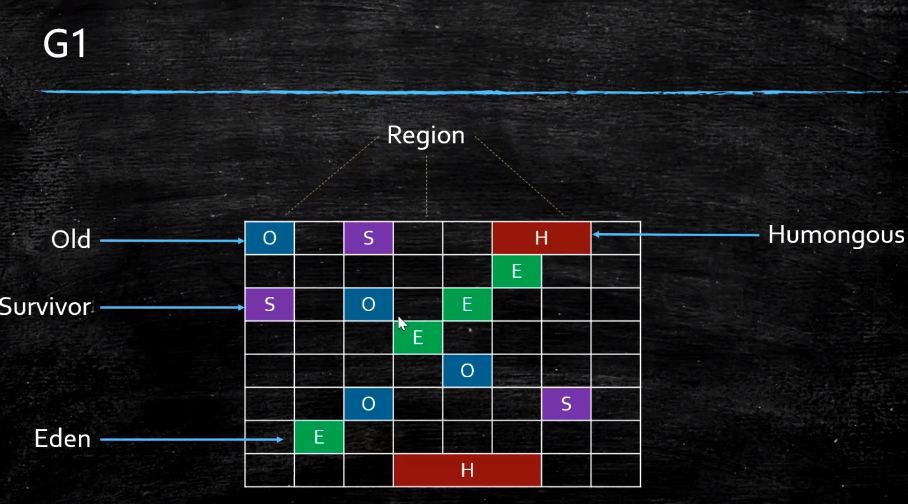 G1
Region
Old O S H Humongous
E
Survivor S O E
E
O
O S
Eden E
H